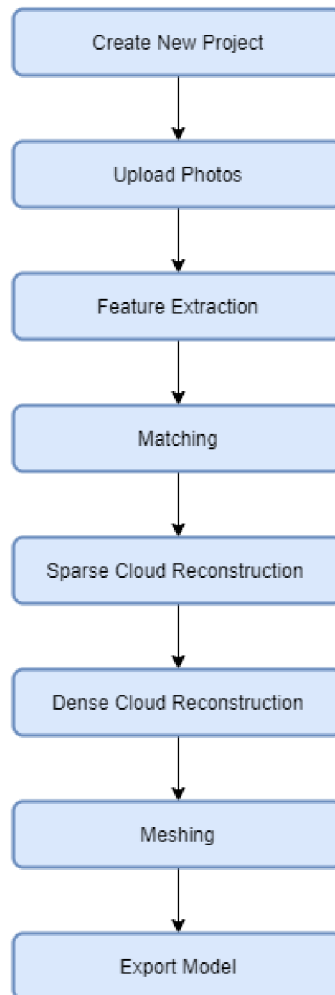 Create New Project
Upload Photos
Feature Extraction
Matching
Sparse Cloud Reconstruction
Dense Cloud Reconstruction
Meshing
Export Model